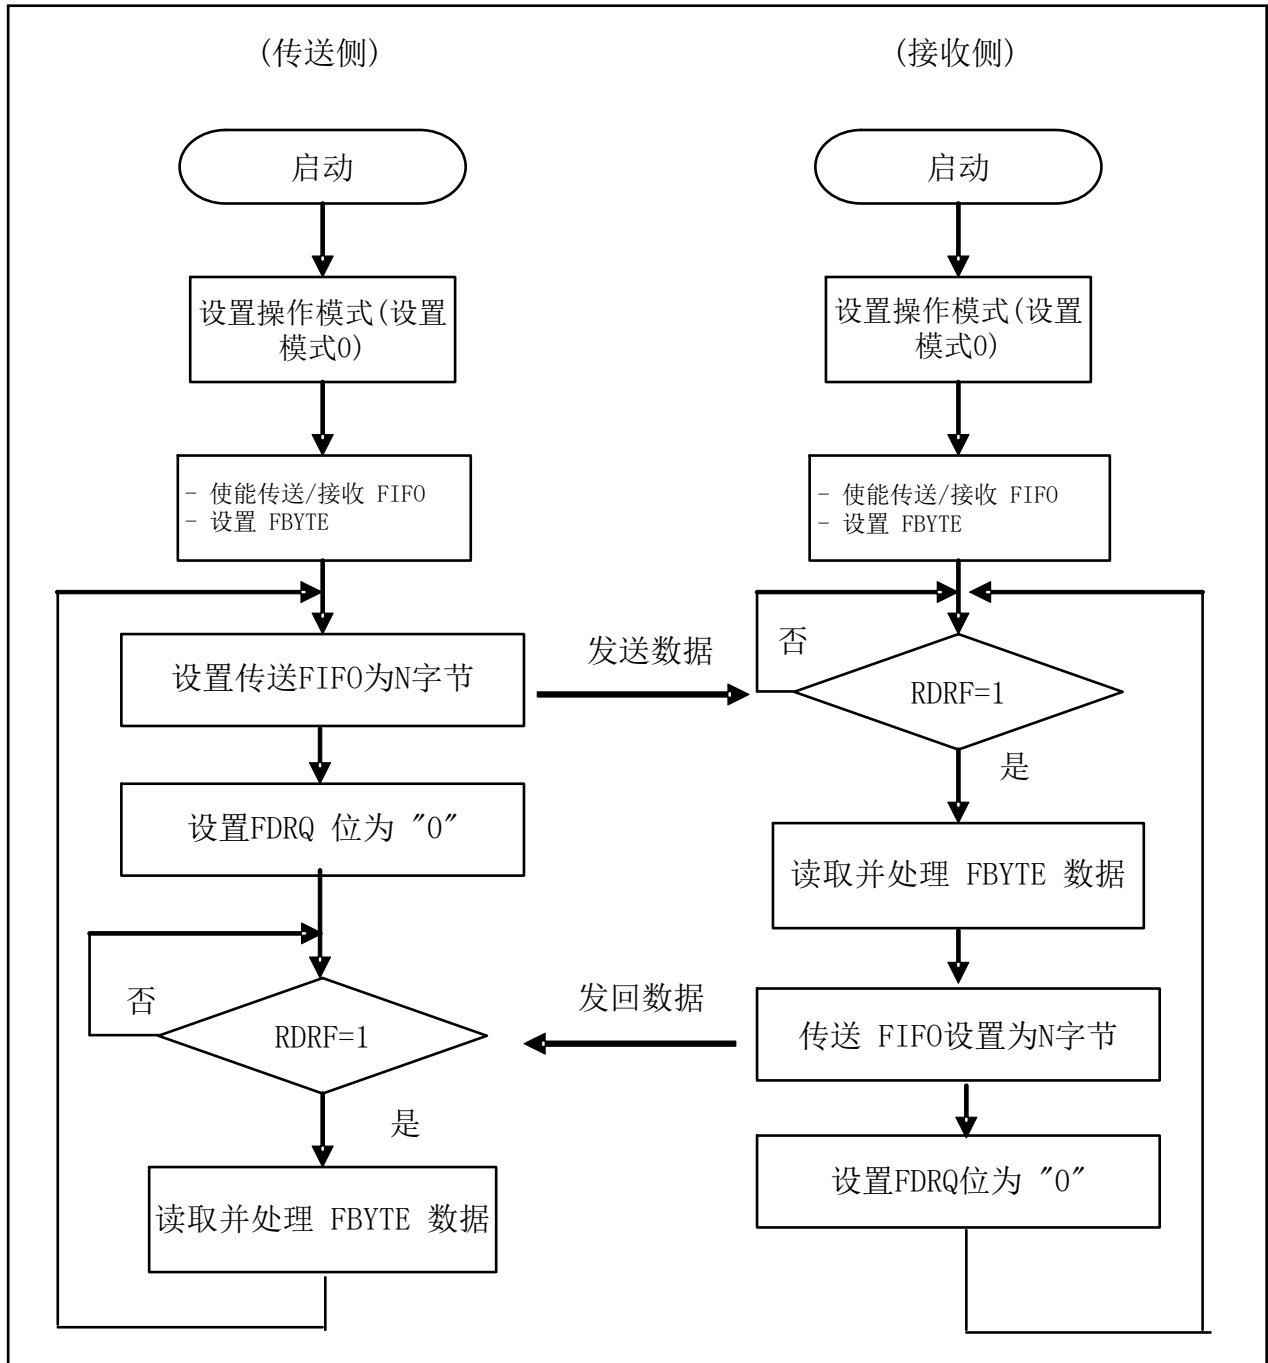 (传送侧)
启动
设置操作模式(设置
模式0)
- 使能传送/接收 FIFO
- 设置 FBYTE
设置传送FIFO为N字节
发送数据
设置FDRQ 位为 "0"
否
RDRF=1
是
读取并处理 FBYTE 数据
(接收侧)
启动
设置操作模式(设置
模式0)
- 使能传送/接收 FIFO
- 设置 FBYTE
否
RDRF=1
是
读取并处理 FBYTE 数据
发回数据
传送 FIFO设置为N字节
设置FDRQ位为 "0"